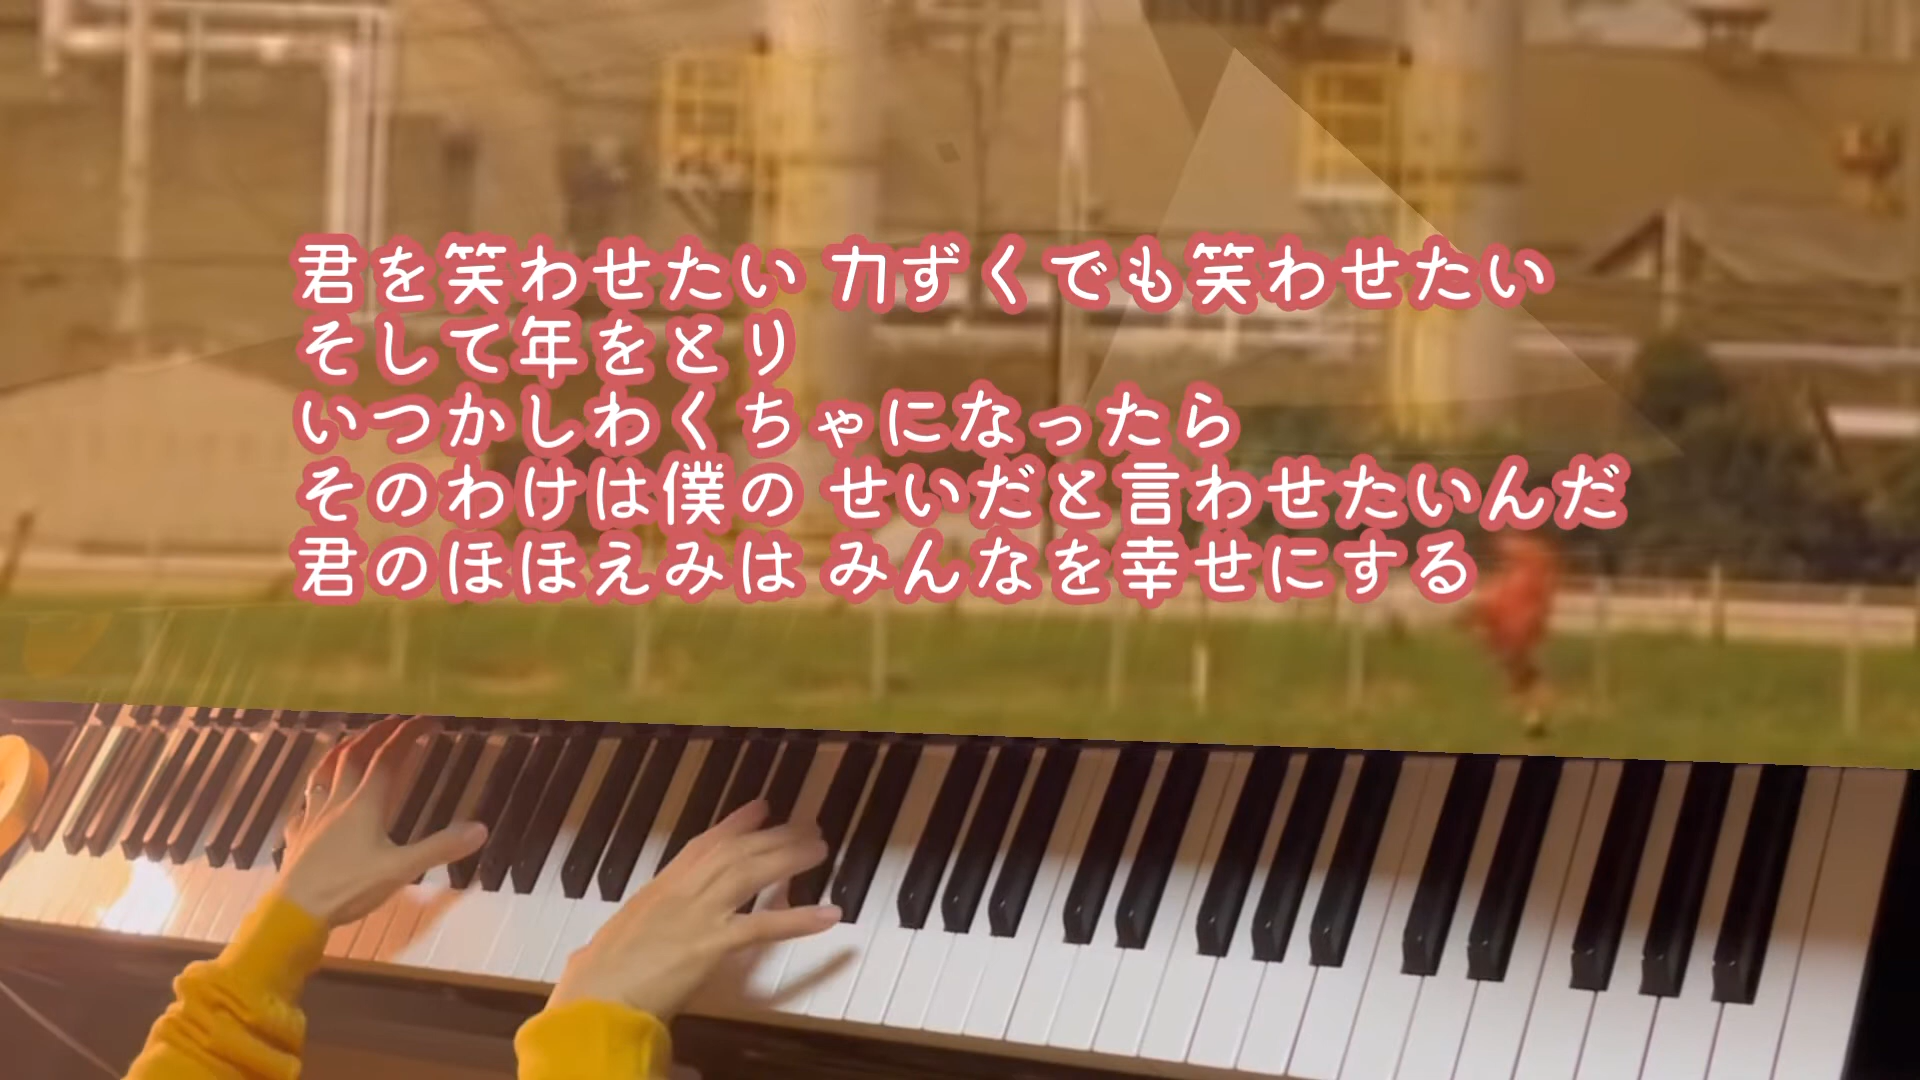 君を笑わせたい 力ずくでも笑わせたい
そして年をとり
いつかしわくちゃになったら
そのわけは僕の せいだと言わせたいんだ
君のほほえみは みんなを幸せにする